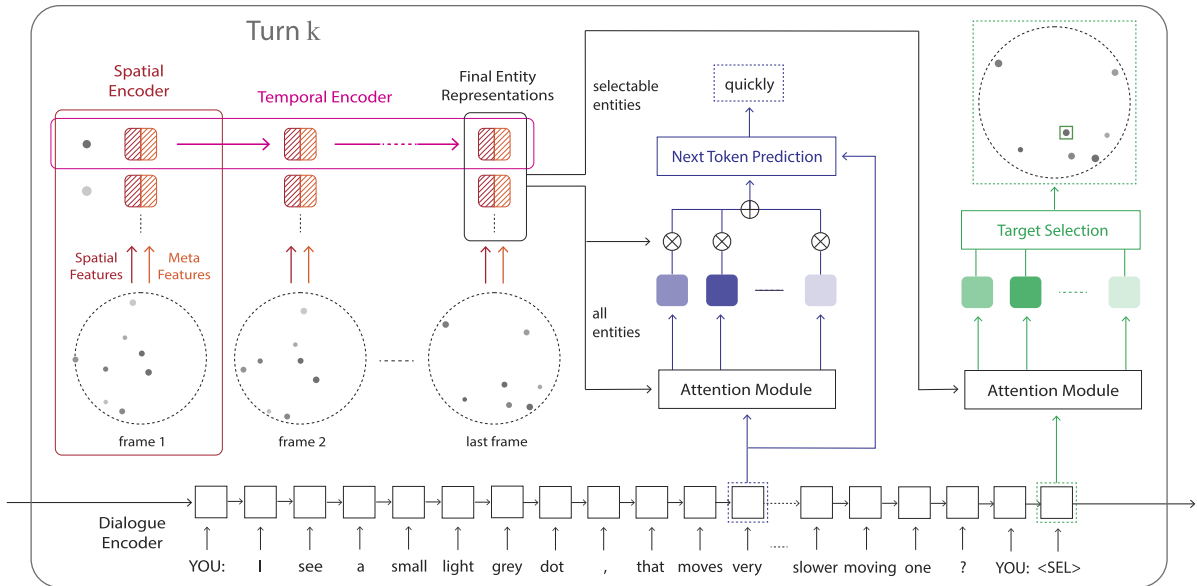 Turn k
Spatial
Encoder
Temporal Encoder
Final Entity
Representations
selectable
entities
quickly
Next Token Prediction
Target Selection
Spatial
Features
Meta
Features
all
entities
Attention Module
Attention Module
frame 1
frame 2
last frame
Dialogue
Encoder
YOU: I see a small light grey dot , that moves very slower moving one ? YOU: <SEL>